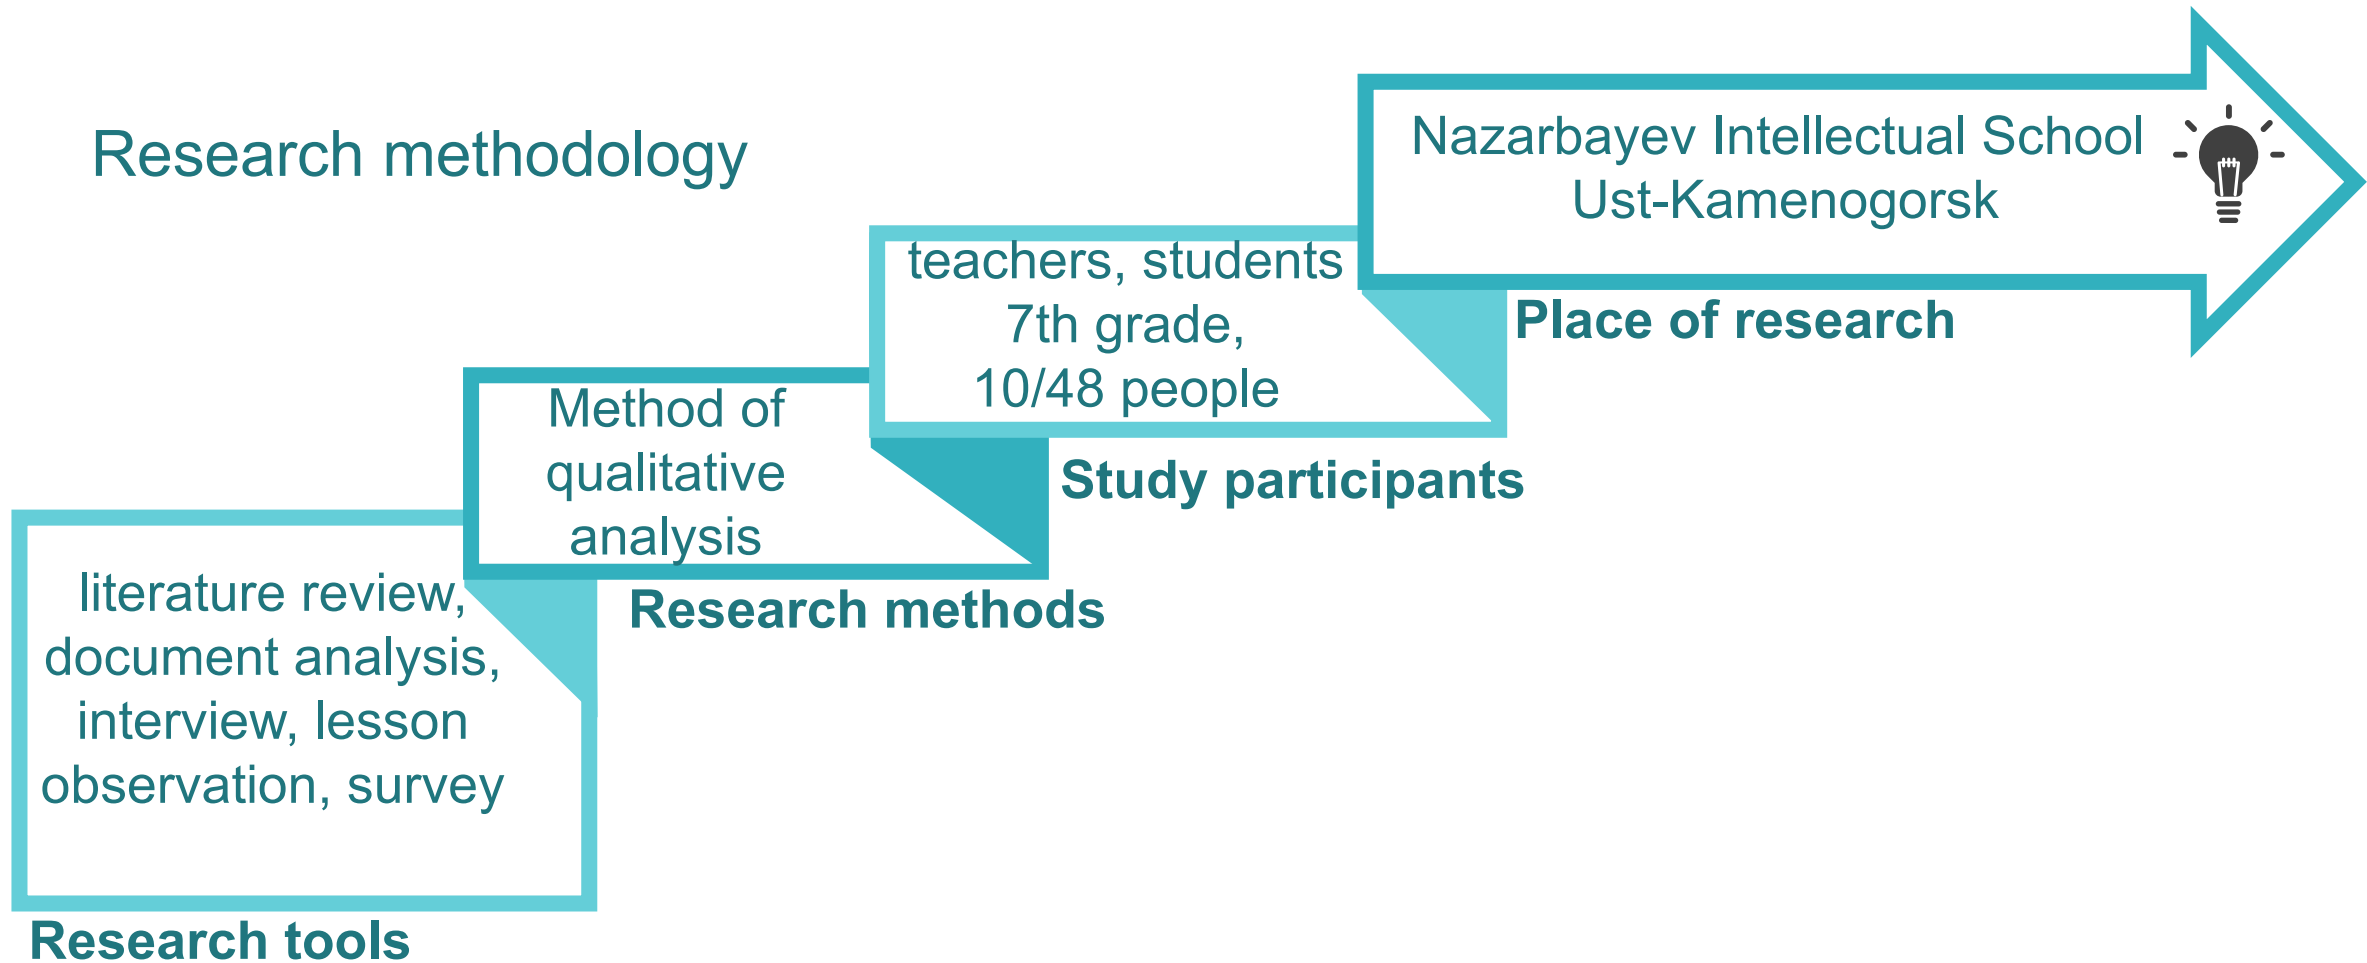 Research methodology
Nazarbayev Intellectual School
Ust-Kamenogorsk
Place of research
teachers, students
7th grade,
10/48 people
Study participants
Method of
qualitative
analysis
Research methods
literature review,
document analysis,
interview, lesson
observation, survey
Research tools